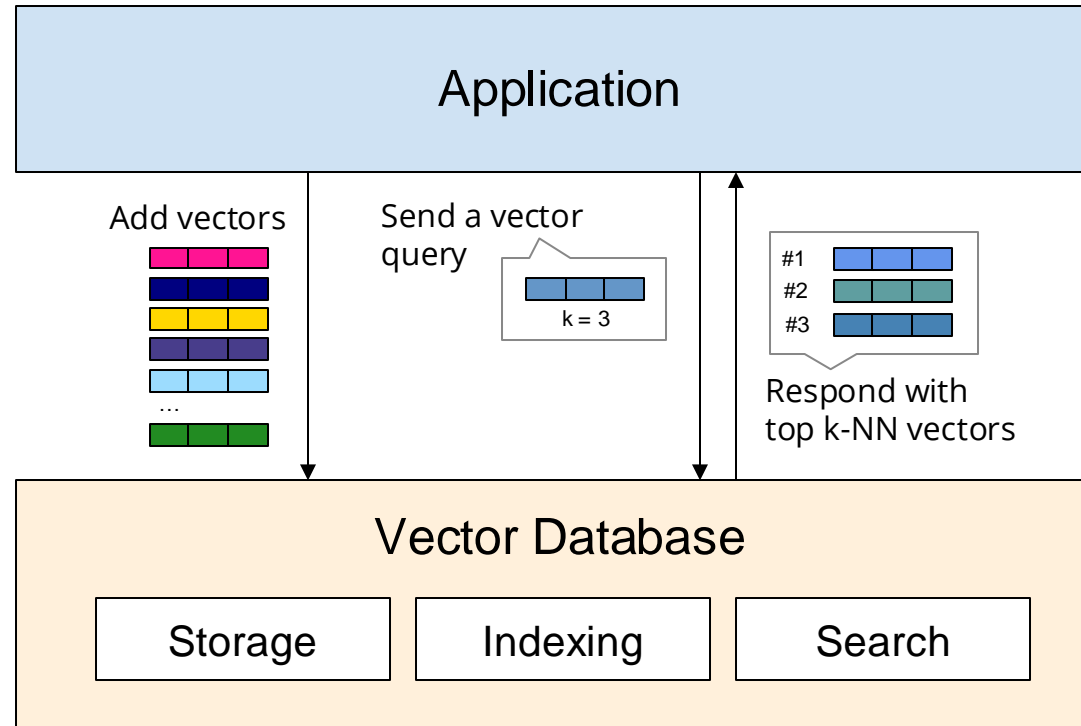 Application
Add vectors
...
Send a vector
query
k = 3
#1
#2
#3
Respond with
top k-NN vectors
Vector Database
Storage
Indexing
Search